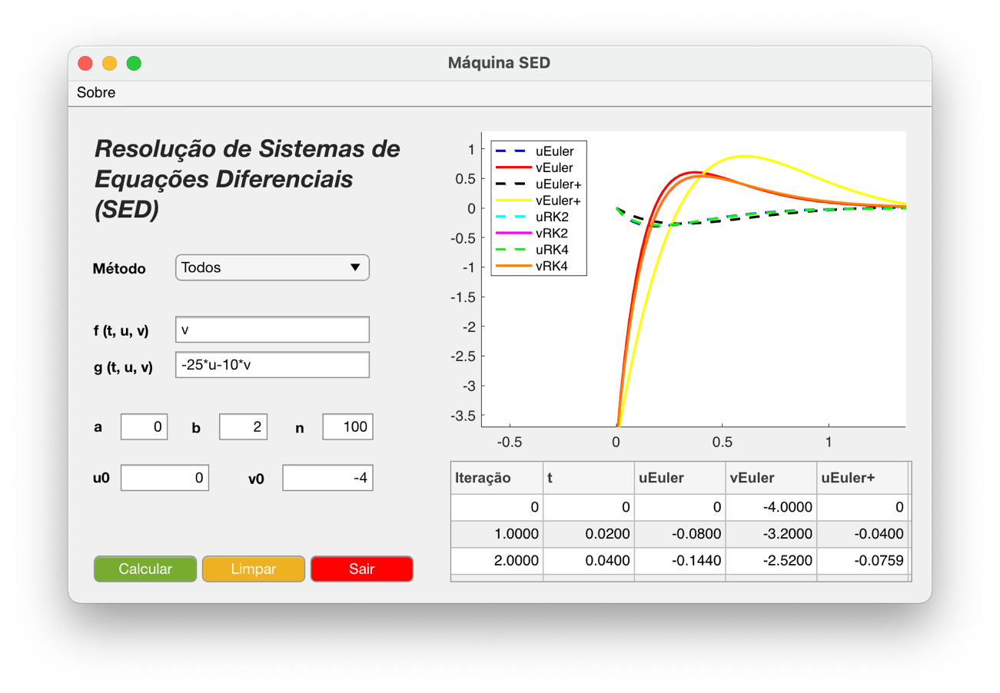 Máquina SED
Sobre
Resolução de Sistemas de
Equações Diferenciais
(SED)
Método
Todos
f (t, u, v)
v
g (t, u, v)
-25*u-10*v
a
0
b
2
n
100
u0
0
v0
-4
Calcular
Limpar
Sair
uEuler
vEuler
uEuler+
vEuler+
uRK2
vRK2
uRK4
vRK4
1
0.5
0
-0.5
-1
-1.5
-2
-2.5
-3
-3.5
-0.5 0 0.5 1
Iteração t uEuler vEuler uEuler+
0 0 0 -4.0000 0
1.0000 0.0200 -0.0800 -3.2000 -0.0400
2.0000 0.0400 -0.1440 -2.5200 -0.0759